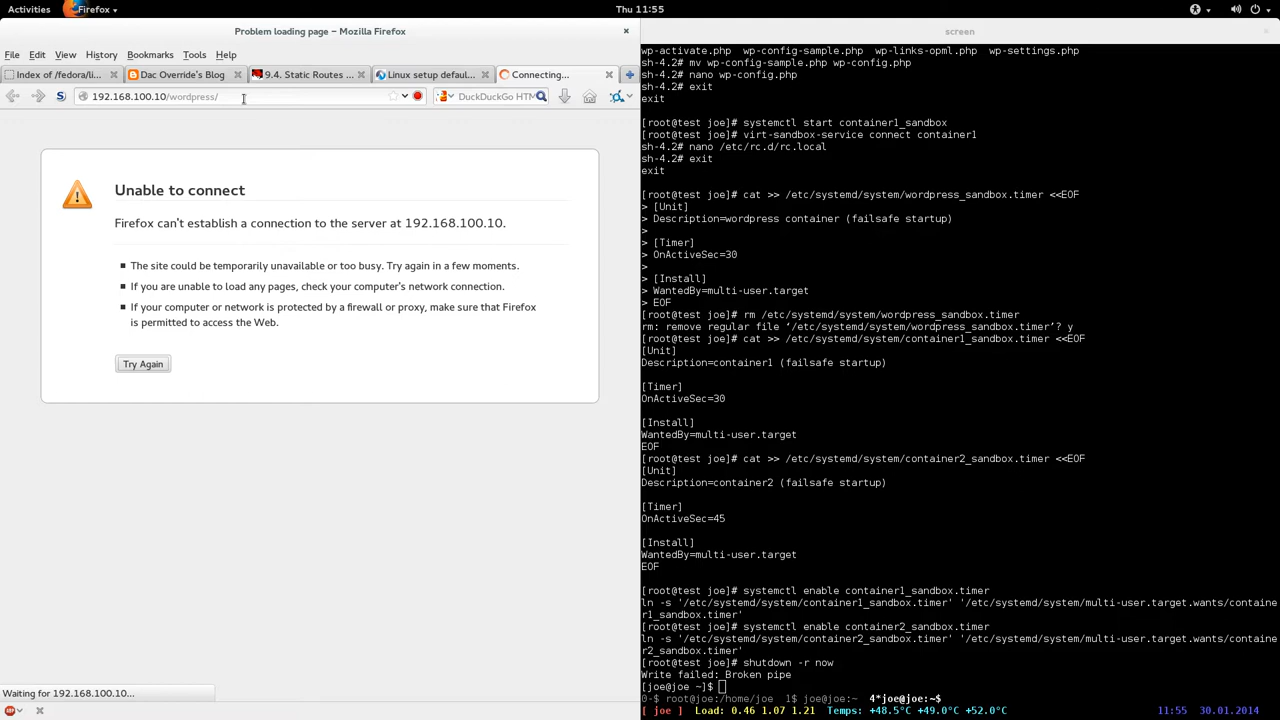 Activities Firefox Thu 11:55
Problem loading page – Mozilla Firefox
File Edit View History Bookmarks Tools Help
Index of /fedora/li... Dac Override's Blog 9.4. Static Routes ... Linux setup defaul... Connecting...
192.168.100.10/wordpress/ DuckDuckGo HTM
Unable to connect
Firefox can't establish a connection to the server at 192.168.100.10.
The site could be temporarily unavailable or too busy. Try again in a few moments.
If you are unable to load any pages, check your computer's network connection.
If your computer or network is protected by a firewall or proxy, make sure that Firefox
is permitted to access the Web.
Try Again
Waiting for 192.168.100.10...
ABP
screen
wp-activate.php wp-config-sample.php wp-links-opml.php wp-settings.php
sh-4.2# mv wp-config-sample.php wp-config.php
sh-4.2# nano wp-config.php
sh-4.2# exit
exit
[root@test joe]# systemctl start container1_sandbox
[root@test joe]# virt-sandbox-service connect container1
sh-4.2# nano /etc/rc.d/rc.local
sh-4.2# exit
exit
[root@test joe]# cat >> /etc/systemd/system/wordpress_sandbox.timer <<EOF
> [Unit]
> Description=wordpress container (failsafe startup)
>
> [Timer]
> OnActiveSec=30
>
> [Install]
> WantedBy=multi-user.target
> EOF
[root@test joe]# rm /etc/systemd/system/wordpress_sandbox.timer
rm: remove regular file ‘/etc/systemd/system/wordpress_sandbox.timer’? y
[root@test joe]# cat >> /etc/systemd/system/container1_sandbox.timer <<EOF
[Unit]
Description=container1 (failsafe startup)
[Timer]
OnActiveSec=30
[Install]
WantedBy=multi-user.target
EOF
[root@test joe]# cat >> /etc/systemd/system/container2_sandbox.timer <<EOF
[Unit]
Description=container2 (failsafe startup)
[Timer]
OnActiveSec=45
[Install]
WantedBy=multi-user.target
EOF
[root@test joe]# systemctl enable container1_sandbox.timer
ln -s '/etc/systemd/system/container1_sandbox.timer' '/etc/systemd/system/multi-user.target.wants/containe
r1_sandbox.timer'
[root@test joe]# systemctl enable container2_sandbox.timer
ln -s '/etc/systemd/system/container2_sandbox.timer' '/etc/systemd/system/multi-user.target.wants/containe
r2_sandbox.timer'
[root@test joe]# shutdown -r now
Write failed: Broken pipe
[joe@joe ~]$
0-$ root@joe:/home/joe 1$ joe@joe:~ 4*joe@joe:~$
[ joe ] Load: 0.46 1.07 1.21 Temps: +48.5°C +49.0°C +52.0°C 11:55 30.01.2014